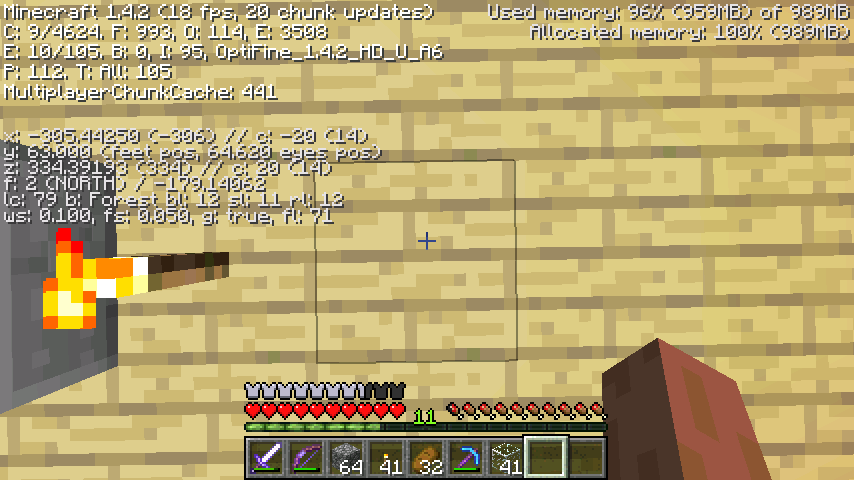 Minecraft 1.4.2 (18 fps, 20 chunk updates)
C: 9/4624, F: 993, O: 114, E: 3508
E: 10/105, B: 0, I: 95, OptiFine_1.4.2_HD_U_A6
P: 112, T: All: 105
MultiplayerChunkCache: 441
Used memory: 96% (959MB) of 989MB
Allocated memory: 100% (989MB)
x: -305.44250 (-306) // c: -20 (14)
y: 63.000 (feet pos, 64.620 eyes pos)
z: 334.39193 (334) // c: 20 (14)
f: 2 (NORTH) / -179.14062
lc: 79 b: Forest bl: 12 sl: 11 rl: 12
ws: 0.100, fs: 0.050, g: true, fl: 71
11
64 41 32 41